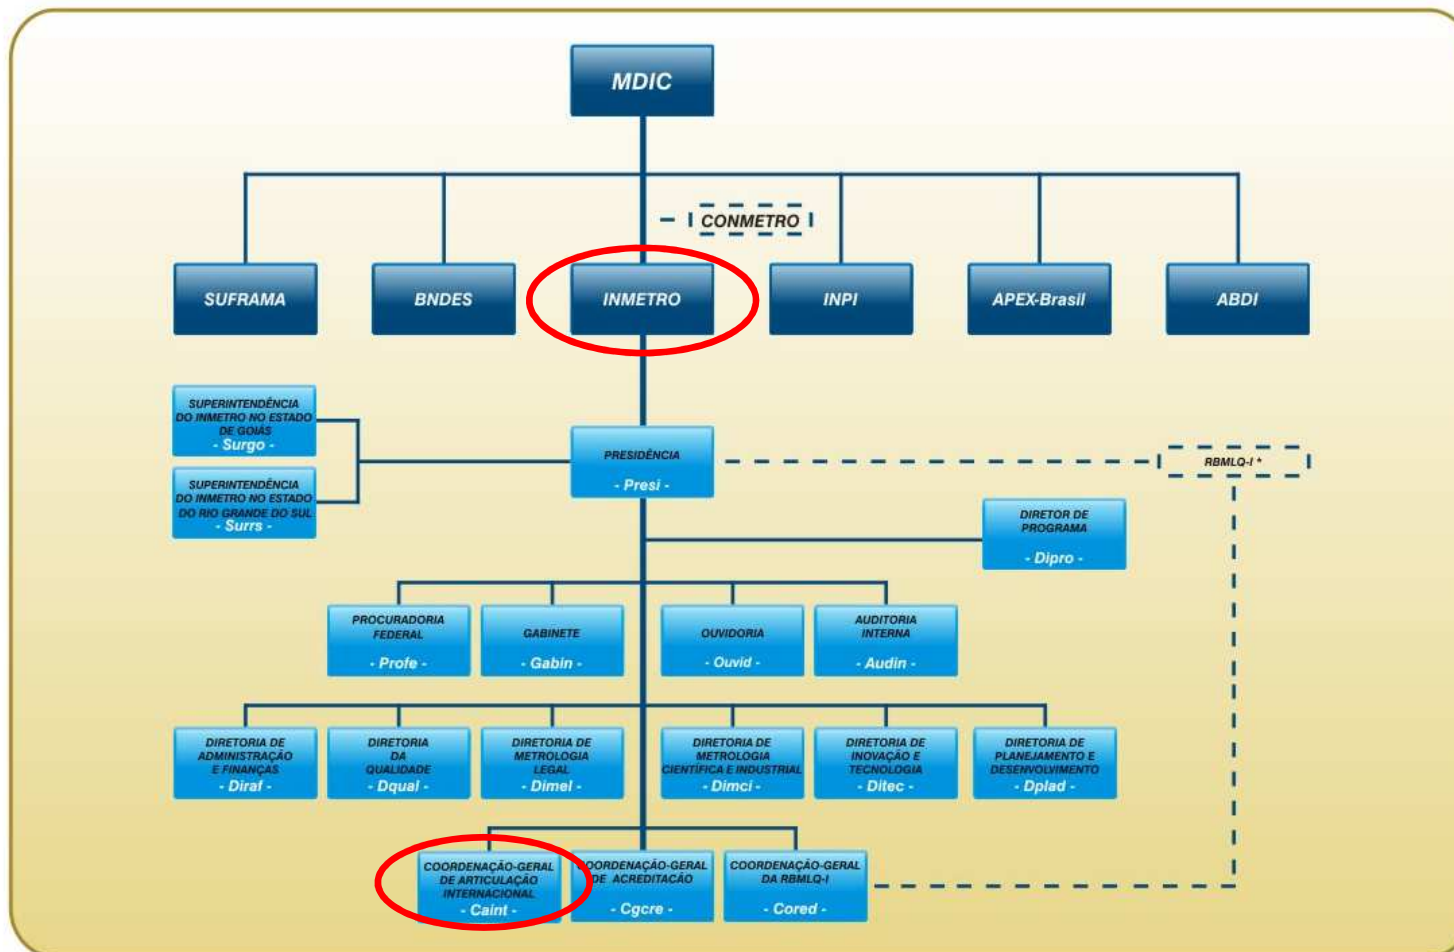 MDIC
CONMETRO
SUFRAMA
BNDES
INMETRO
INPI
APEX-Brasil
ABDI
SUPERINTENDÊNCIA
DO INMETRO NO ESTADO
DE GOIÁS
- Surgo -
SUPERINTENDÊNCIA
DO INMETRO NO ESTADO
DO RIO GRANDE DO SUL
- Surrs -
PRESIDÊNCIA
- Presi -
RBMLQ-I *
DIRETOR DE
PROGRAMA
- Dipro -
PROCURADORIA
FEDERAL
- Profe -
GABINETE
- Gabin -
OUVIDORIA
- Ouvid -
AUDITORIA
INTERNA
- Audin -
DIRETORIA DE
ADMINISTRAÇÃO
E FINANÇAS
- Diraf -
DIRETORIA
DA
QUALIDADE
- Dqual -
DIRETORIA DE
METROLOGIA
LEGAL
- Dimel -
DIRETORIA DE
METROLOGIA
CIENTÍFICA E INDUSTRIAL
- Dimci -
DIRETORIA DE
INOVAÇÃO E
TECNOLOGIA
- Ditec -
DIRETORIA DE
PLANEJAMENTO E
DESENVOLVIMENTO
- Dplad -
COORDENAÇÃO-GERAL
DE ARTICULAÇÃO
INTERNACIONAL
- Caint -
COORDENAÇÃO-GERAL
DE ACREDITACÃO
- Cgcre -
COORDENAÇÃO-GERAL
DA RBMLQ-I
- Cored -